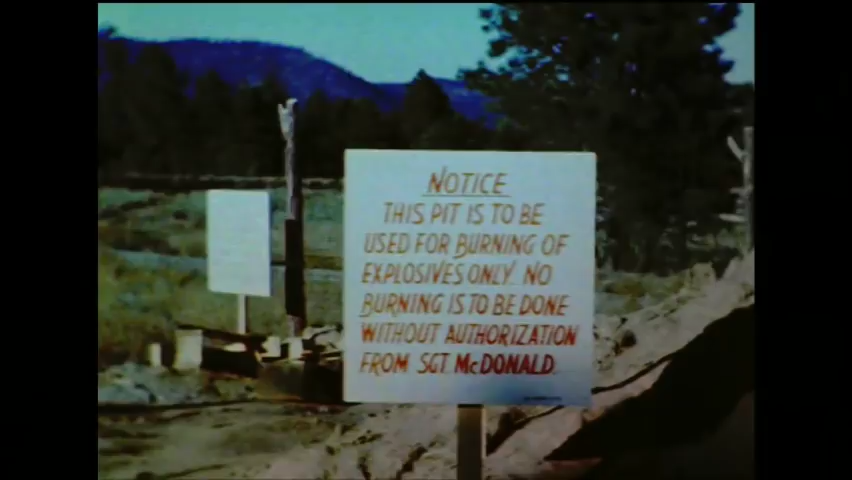 NOTICE
THIS PIT IS TO BE
USED FOR BURNING OF
EXPLOSIVES ONLY. NO
BURNING IS TO BE DONE
WITHOUT AUTHORIZATION
FROM SGT. McDONALD.